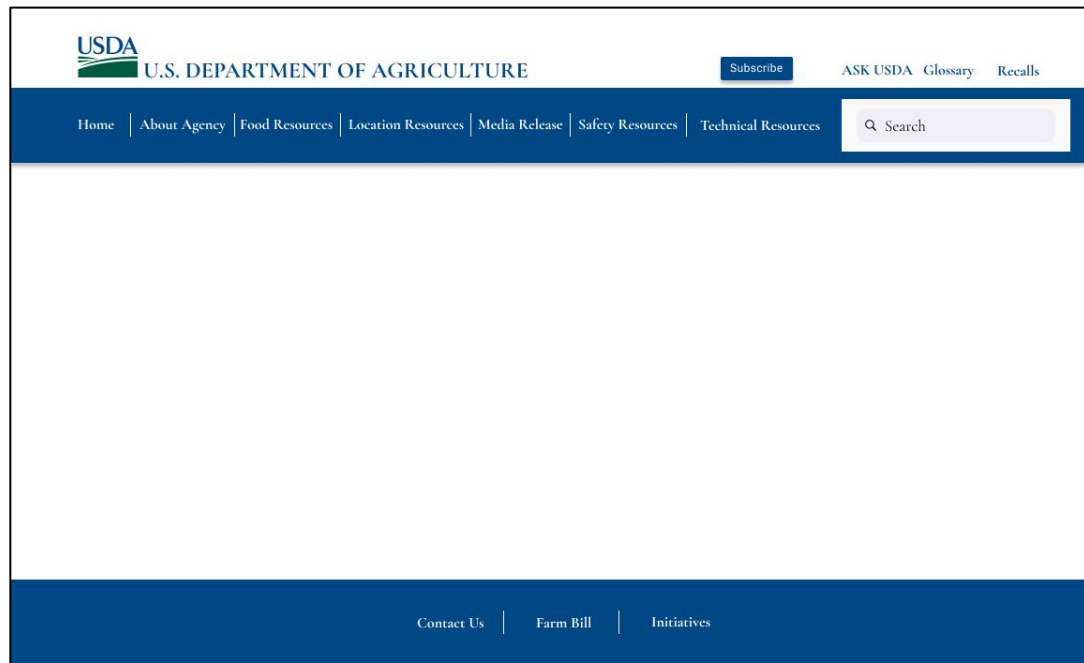 USDA
U.S. DEPARTMENT OF AGRICULTURE
Subscribe
ASK USDA Glossary Recalls
Home About Agency Food Resources Location Resources Media Release Safety Resources Technical Resources Search
Contact Us Farm Bill Initiatives